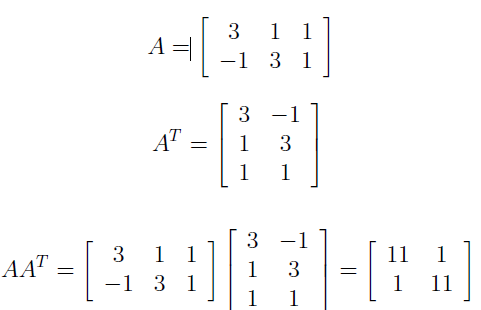 A = [ 3 1 1
−1 3 1 ]
A^T = [ 3 −1
1 3
1 1 ]
AA^T = [ 3 1 1
−1 3 1 ] [ 3 −1
1 3
1 1 ] = [ 11 1
1 11 ]